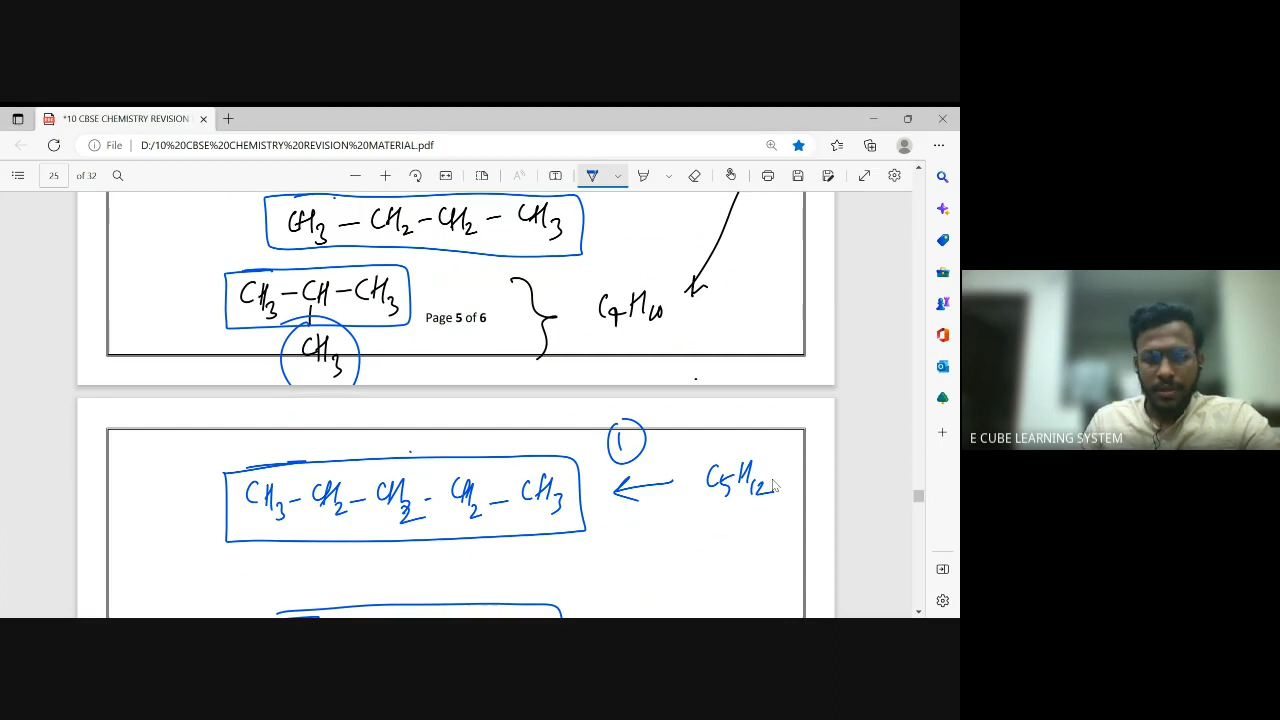 *10 CBSE CHEMISTRY REVISION
File D:/10%20CBSE%20CHEMISTRY%20REVISION%20MATERIAL.pdf
25 of 32
CH3 – CH2 – CH2 – CH3
CH3 – CH – CH3
Page 5 of 6
C4H10
CH3
1
CH3 – CH2 – CH2 – CH2 – CH3
C5H12
E CUBE LEARNING SYSTEM